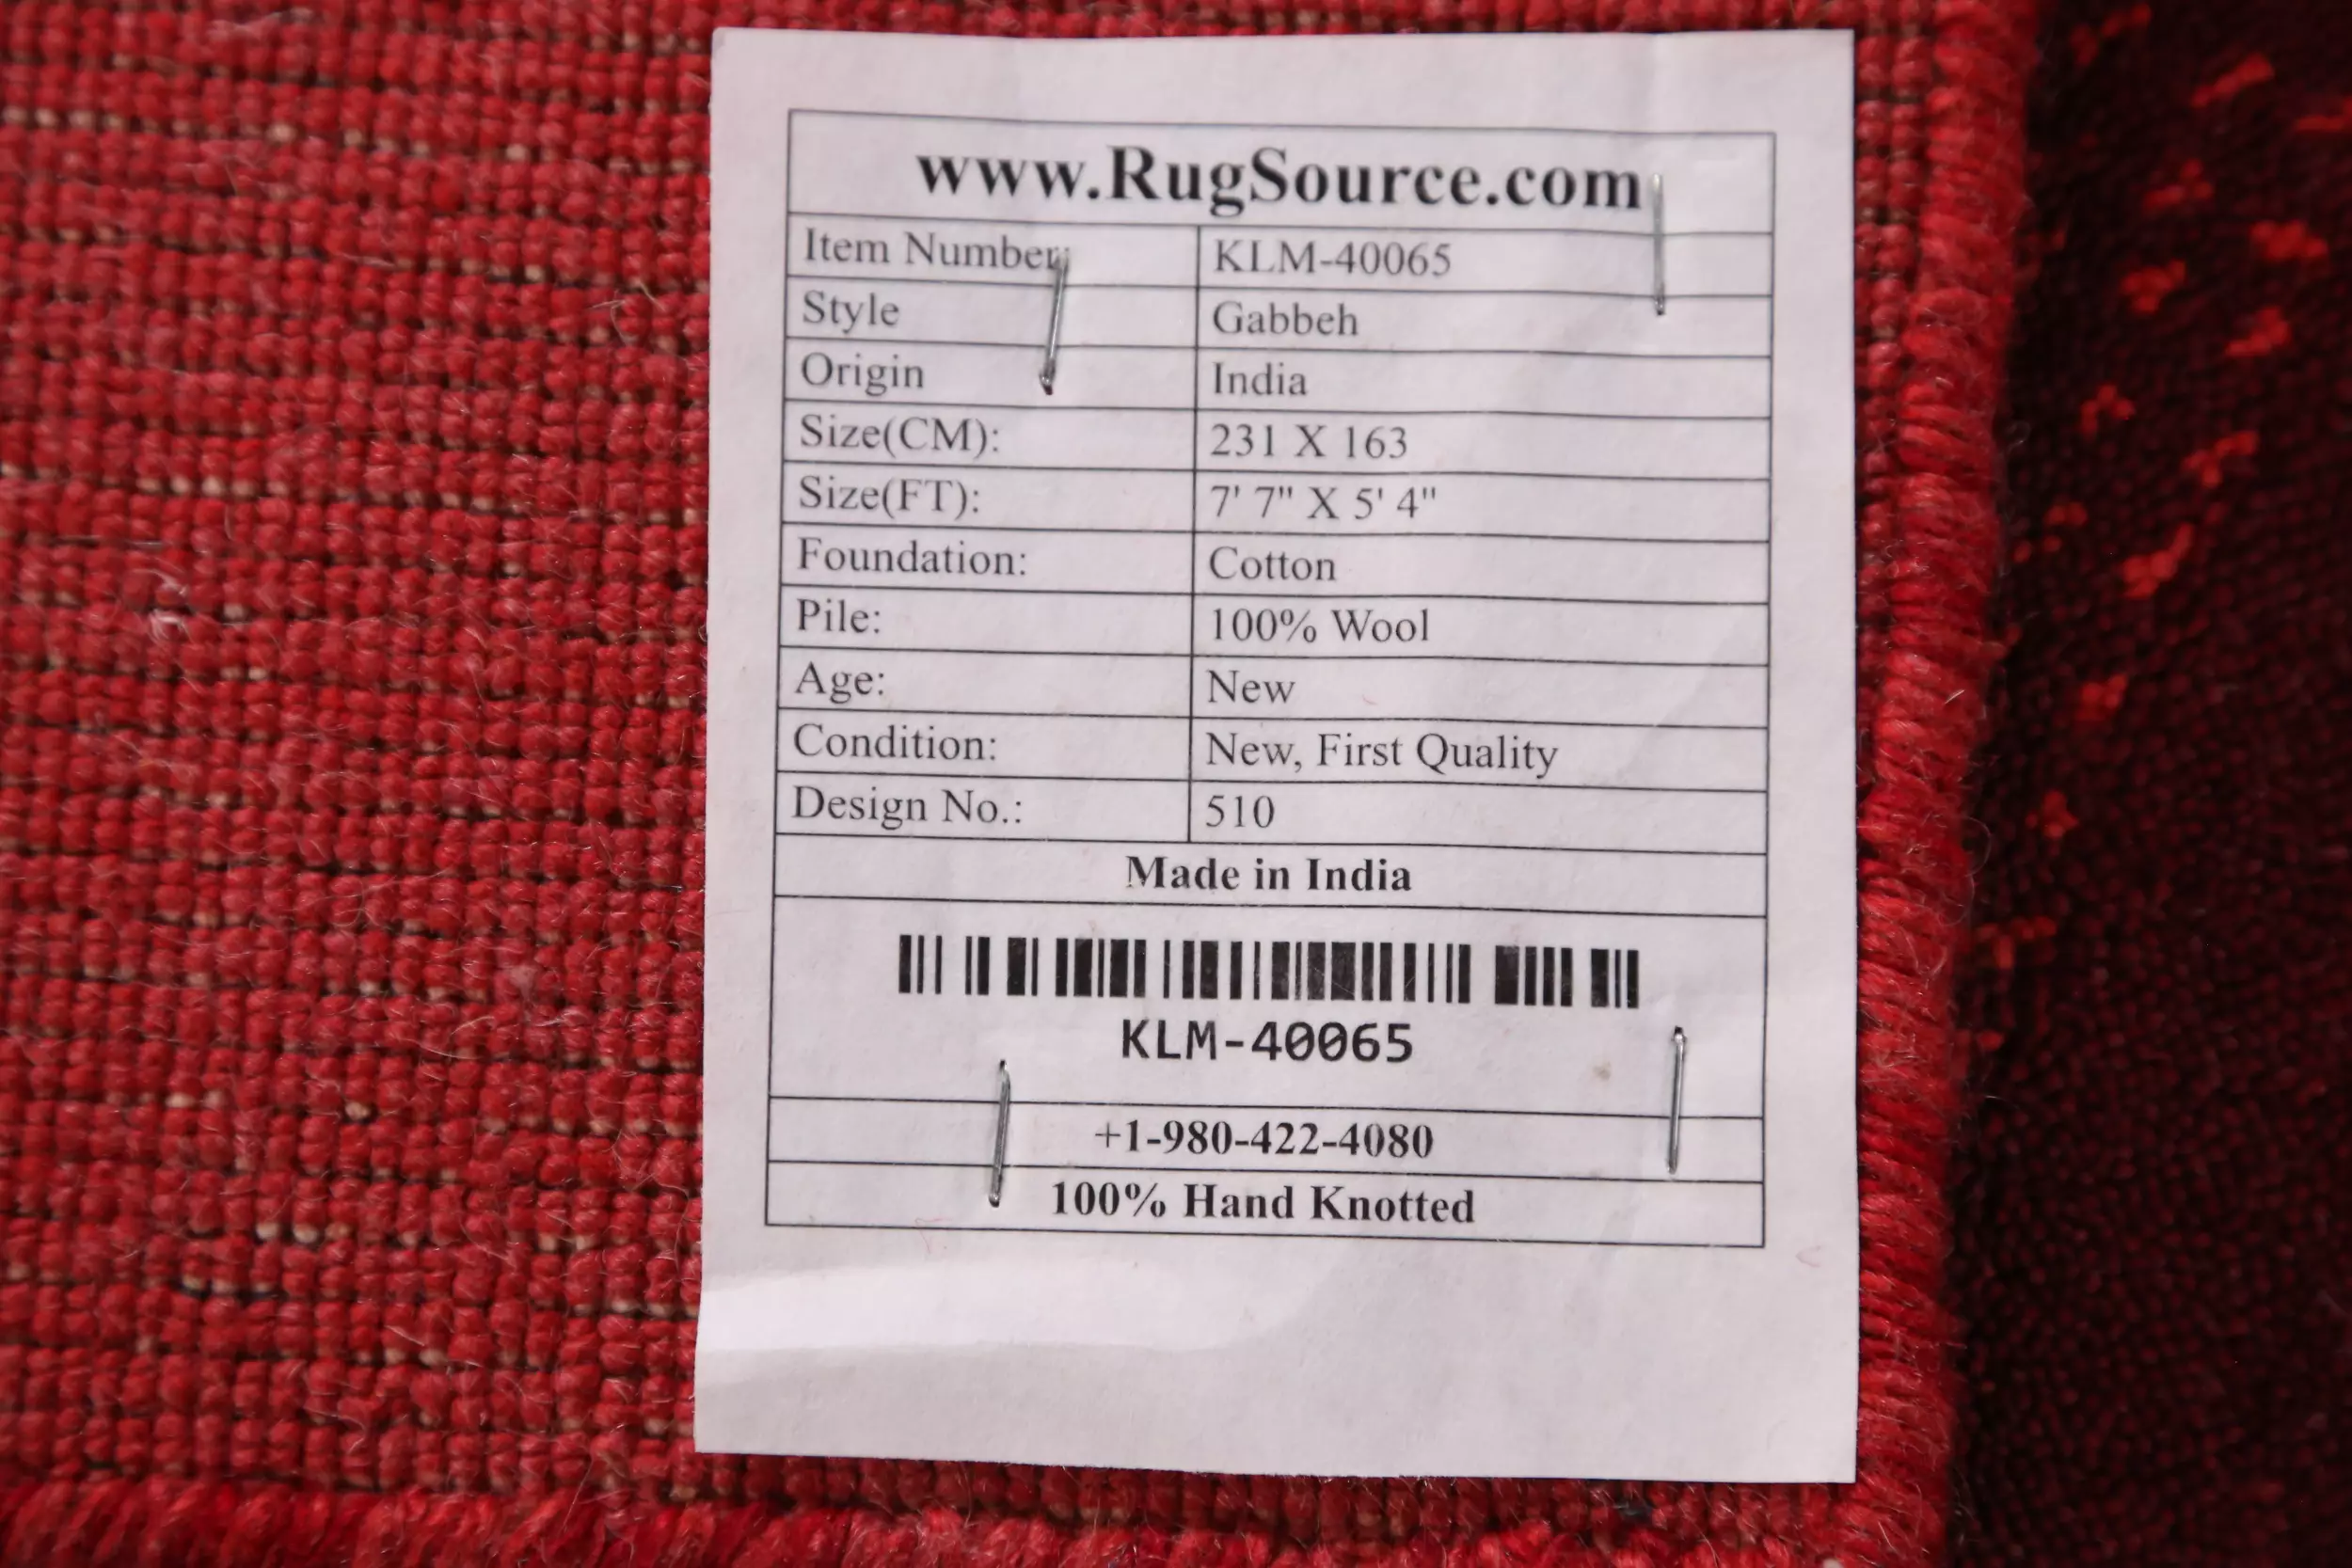 www.RugSource.com
Item Number: KLM-40065
Style Gabbeh
Origin India
Size(CM): 231 X 163
Size(FT): 7' 7" X 5' 4"
Foundation: Cotton
Pile: 100% Wool
Age: New
Condition: New, First Quality
Design No.: 510
Made in India
KLM-40065
+1-980-422-4080
100% Hand Knotted